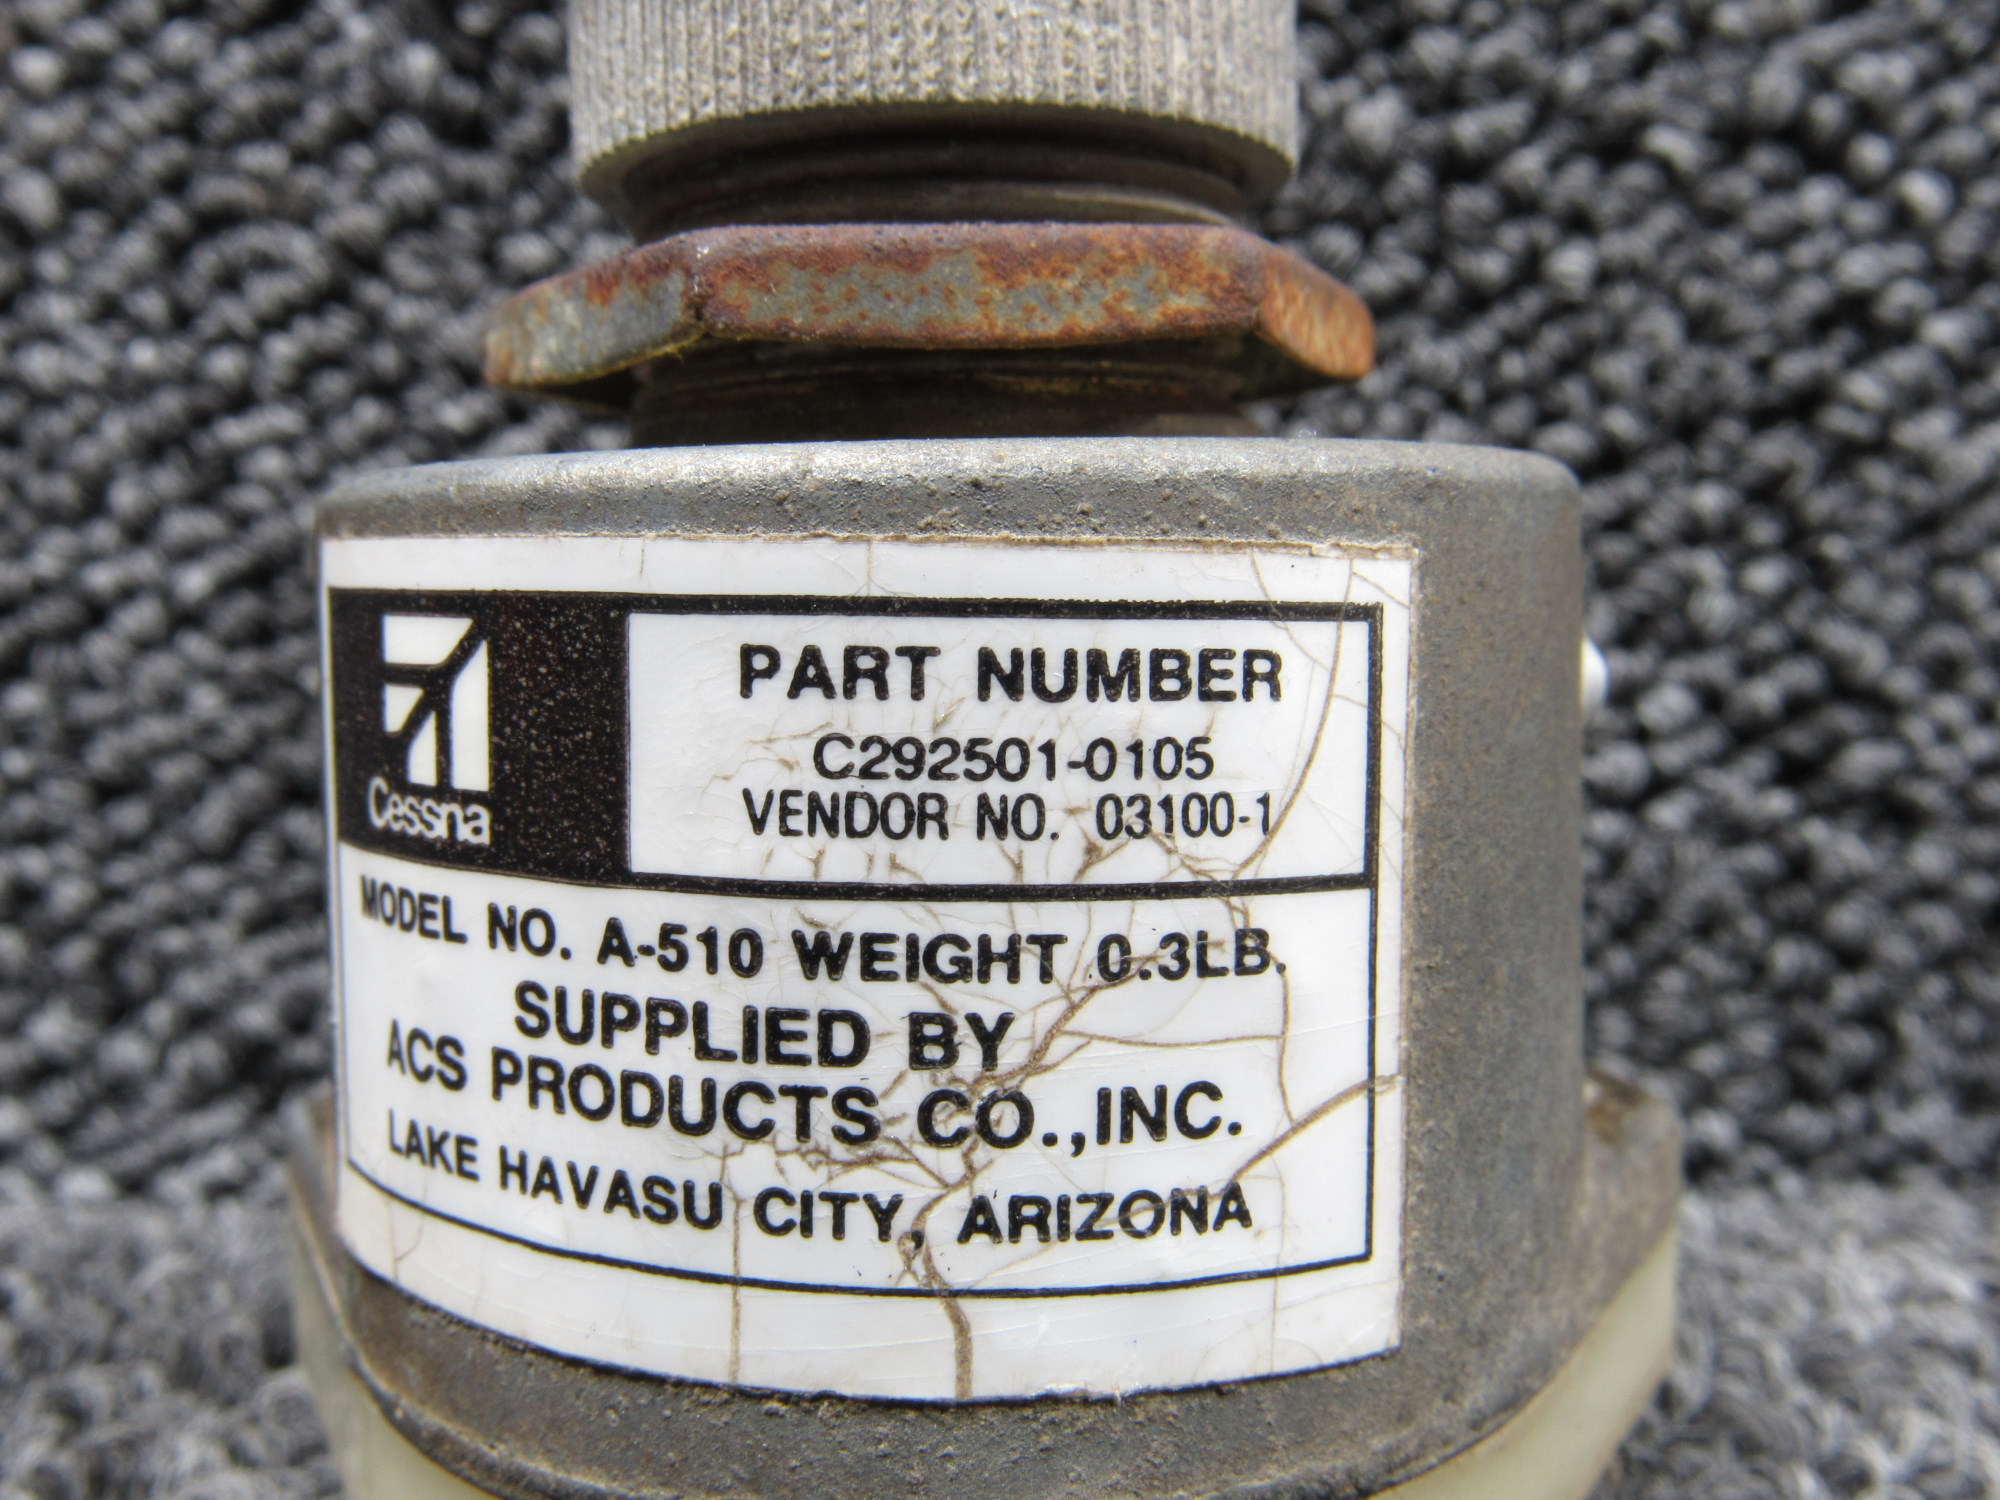 Cessna
PART NUMBER
C292501-0105
VENDOR NO. 03100-1
MODEL NO. A-510 WEIGHT 0.3LB.
SUPPLIED BY
ACS PRODUCTS CO.,INC.
LAKE HAVASU CITY, ARIZONA